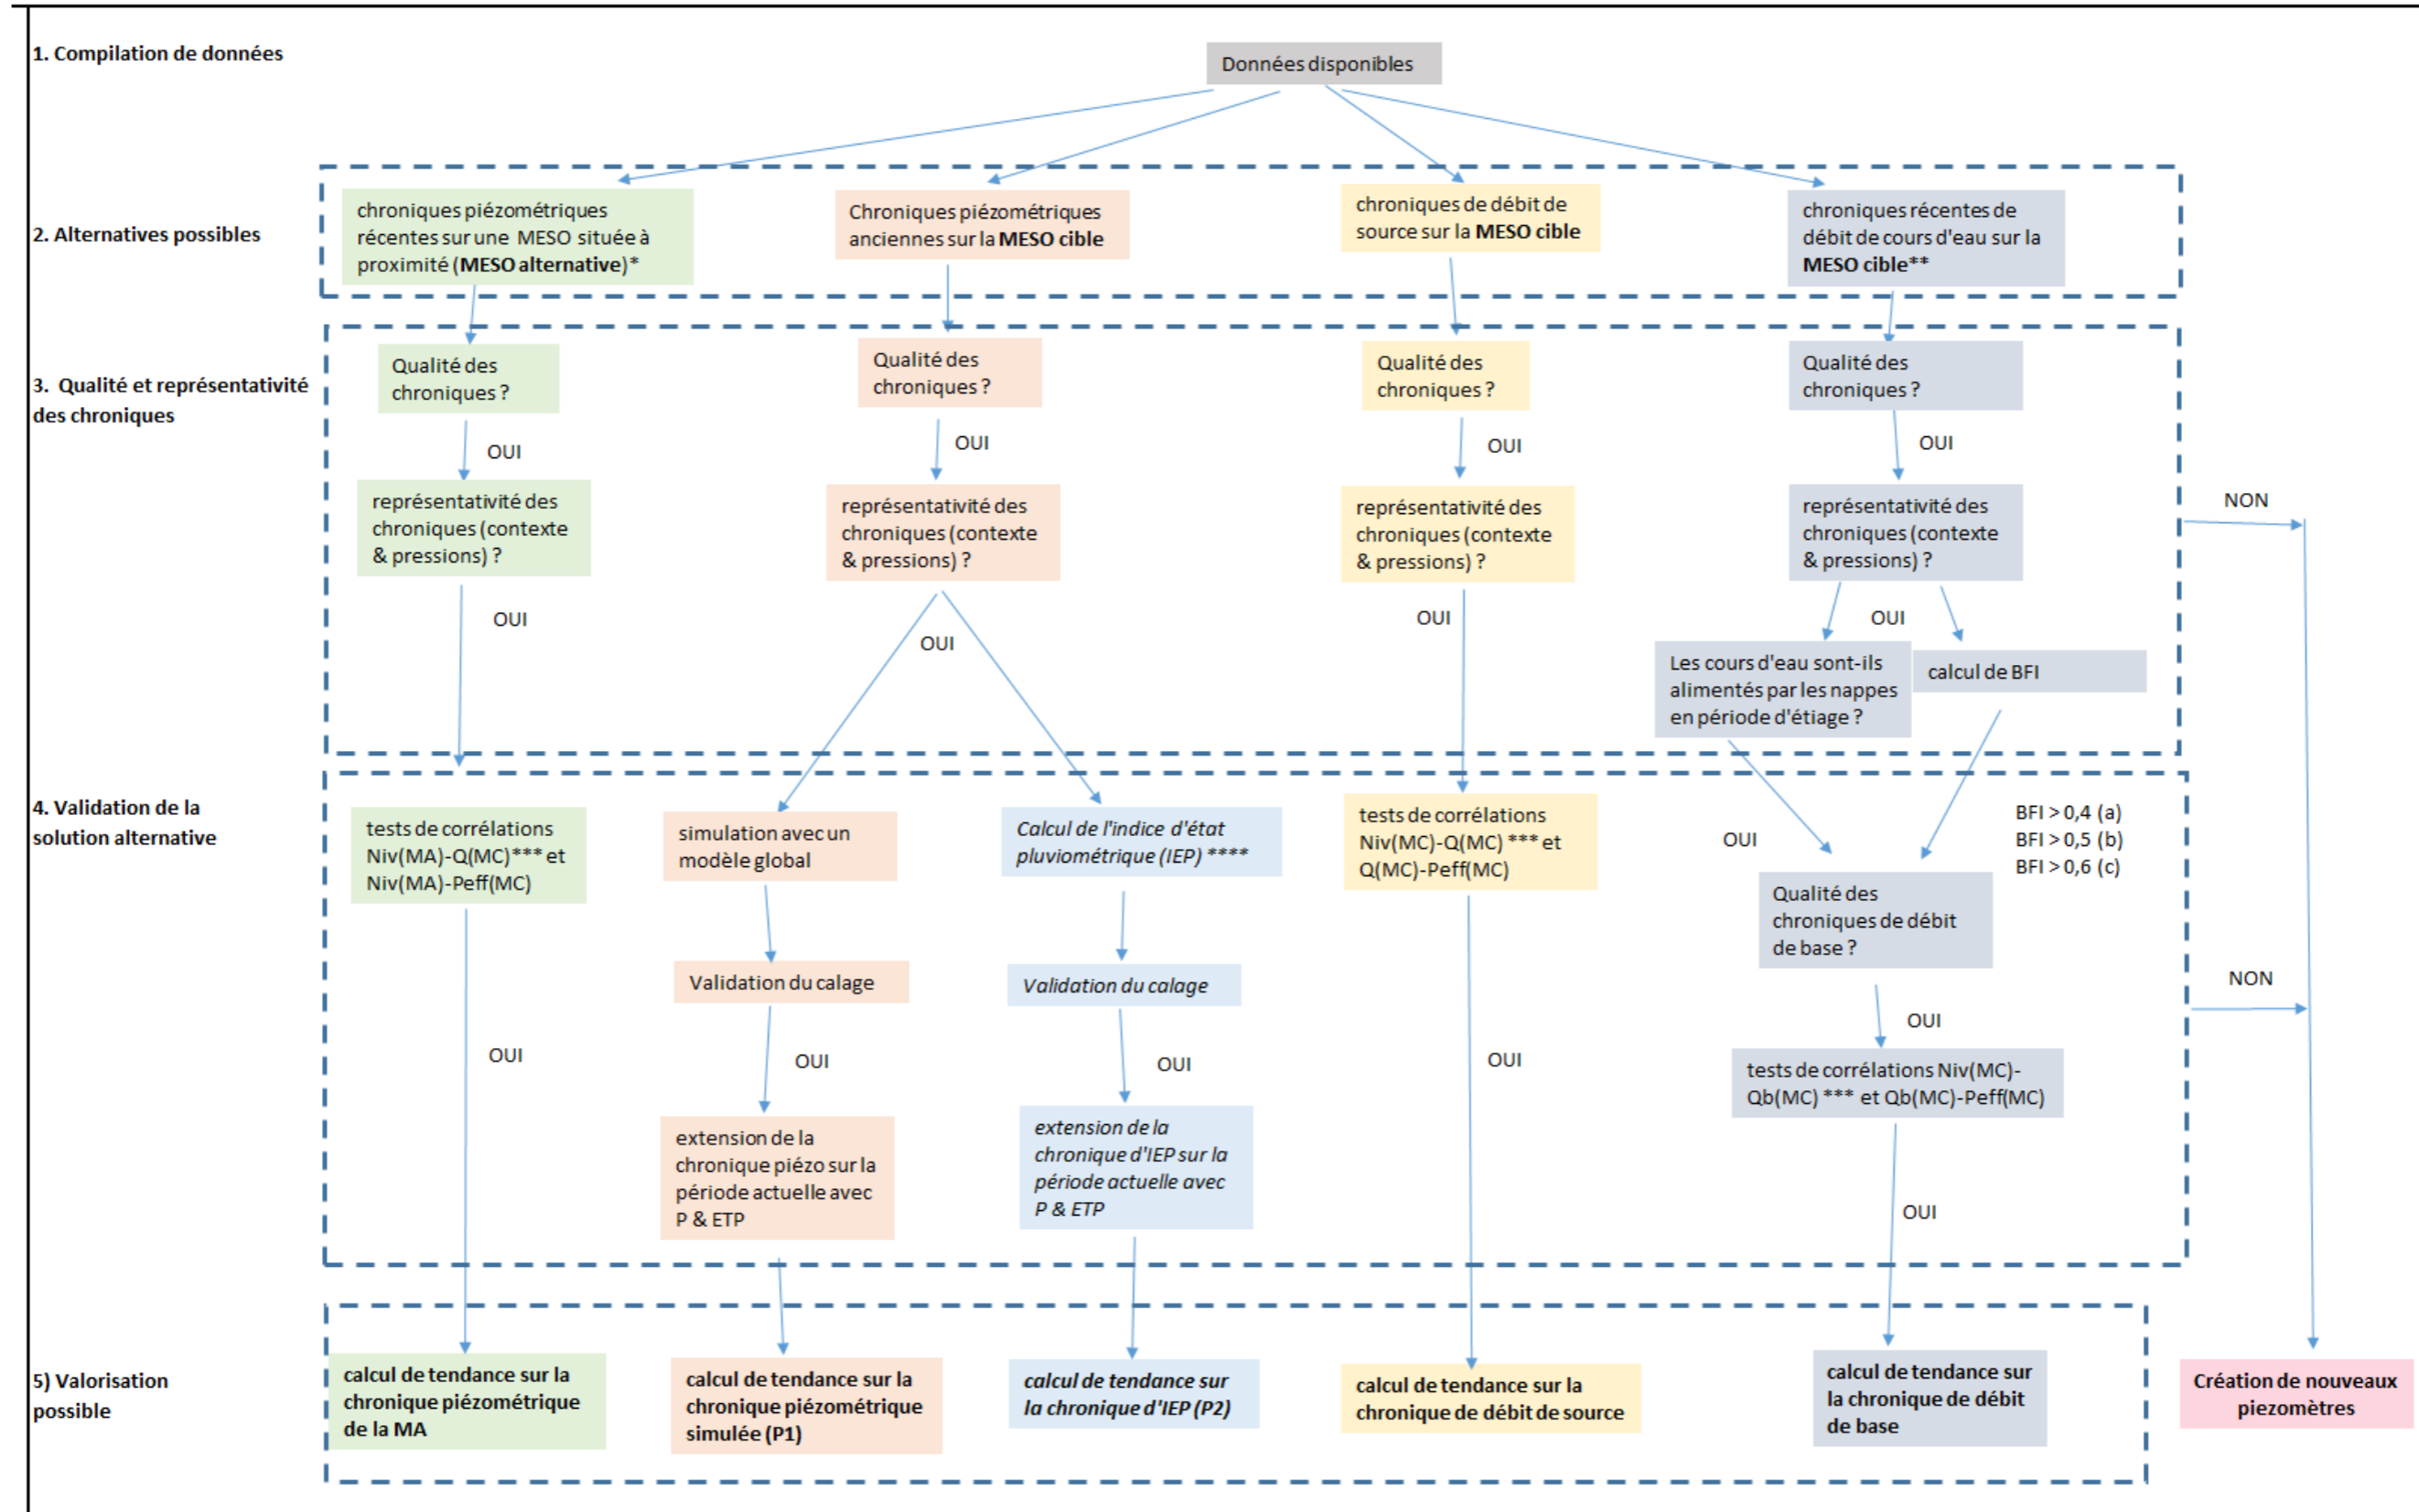 1. Compilation de données
Données disponibles
2. Alternatives possibles
chroniques piézométriques
récentes sur une MESO située à
proximité (MESO alternative)*
Chroniques piézométriques
anciennes sur la MESO cible
chroniques de débit de
source sur la MESO cible
chroniques récentes de
débit de cours d'eau sur la
MESO cible**
3. Qualité et représentativité
des chroniques
Qualité des
chroniques ?
Qualité des
chroniques ?
Qualité des
chroniques ?
Qualité des
chroniques ?
OUI
OUI
OUI
OUI
représentativité des
chroniques (contexte
& pressions) ?
représentativité des
chroniques (contexte
& pressions) ?
représentativité des
chroniques (contexte
& pressions) ?
représentativité des
chroniques (contexte
& pressions) ?
NON
OUI
OUI
OUI
OUI
Les cours d'eau sont-ils
alimentés par les nappes
en période d'étiage ?
calcul de BFI
4. Validation de la
solution alternative
tests de corrélations
Niv(MA)-Q(MC)*** et
Niv(MA)-Peff(MC)
simulation avec un
modèle global
Calcul de l'indice d'état
pluviométrique (IEP) ****
tests de corrélations
Niv(MC)-Q(MC) *** et
Q(MC)-Peff(MC)
OUI
BFI > 0,4 (a)
BFI > 0,5 (b)
BFI > 0,6 (c)
Qualité des
chroniques de débit
de base ?
Validation du calage
Validation du calage
NON
OUI
OUI
OUI
OUI
OUI
tests de corrélations Niv(MC)-
Qb(MC) *** et Qb(MC)-Peff(MC)
extension de la
chronique piézo sur la
période actuelle avec
P & ETP
extension de la
chronique d'IEP sur la
période actuelle avec
P & ETP
OUI
5) Valorisation
possible
calcul de tendance sur la
chronique piézométrique
de la MA
calcul de tendance sur la
chronique piézométrique
simulée (P1)
calcul de tendance sur
la chronique d'IEP (P2)
calcul de tendance sur la
chronique de débit de source
calcul de tendance sur
la chronique de débit
de base
Création de nouveaux
piezomètres